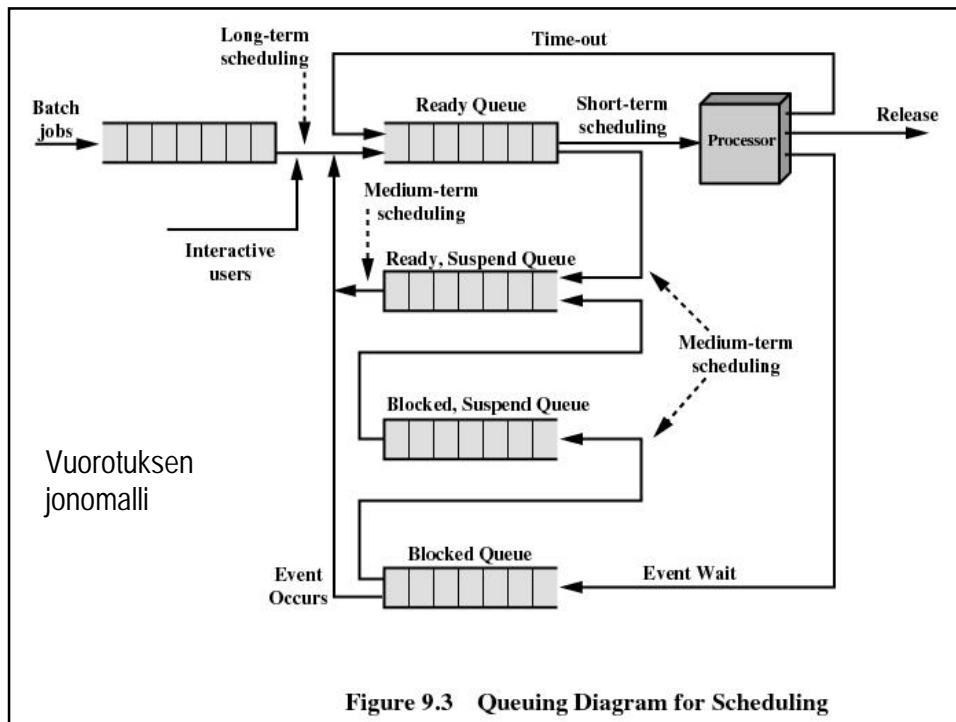 Long-term
scheduling
Time-out
Batch
jobs
Ready Queue
Short-term
scheduling
Processor
Release
Medium-term
scheduling
Interactive
users
Ready, Suspend Queue
Medium-term
scheduling
Blocked, Suspend Queue
Vuorotuksen
jonomalli
Blocked Queue
Event
Occurs
Event Wait
Figure 9.3 Queuing Diagram for Scheduling